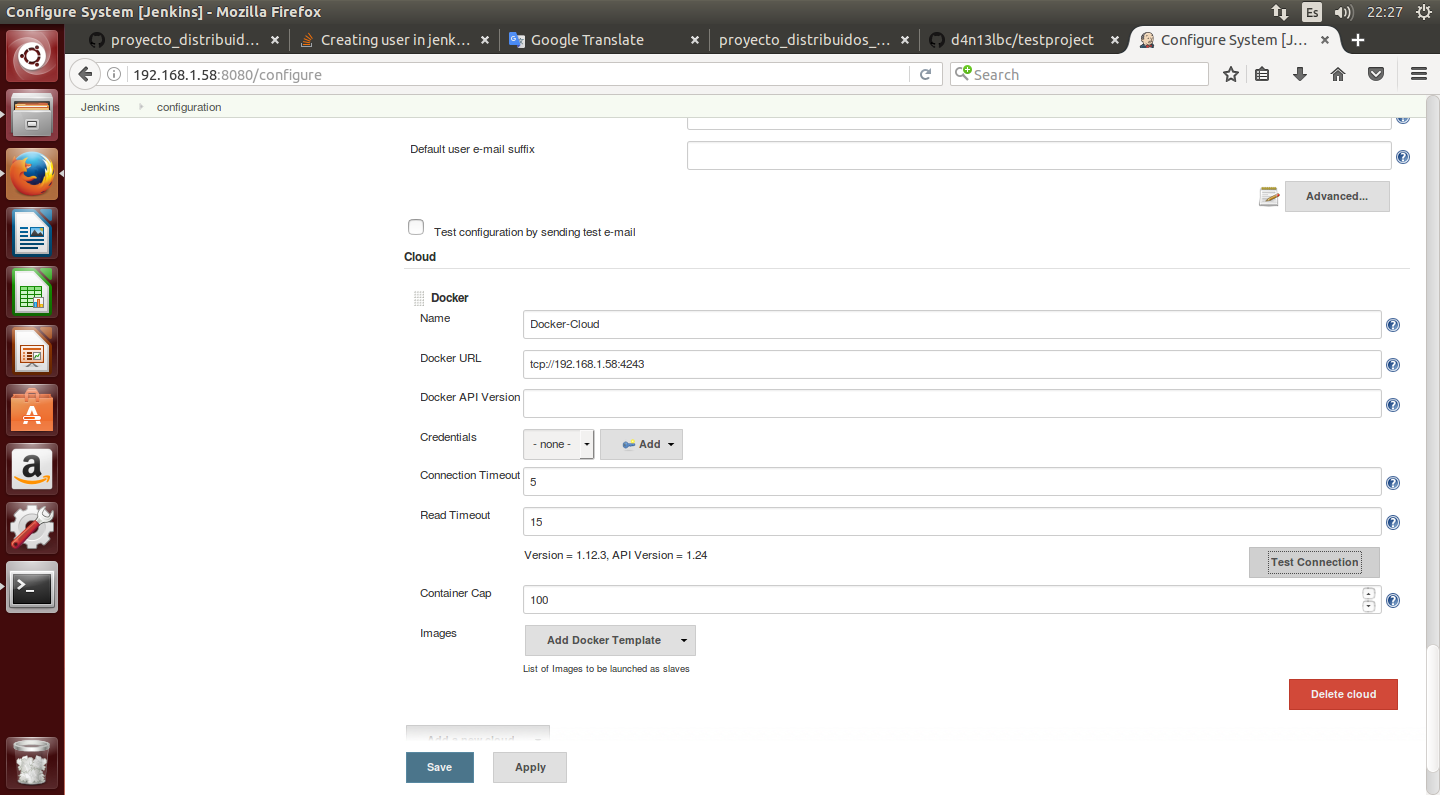 Configure System [Jenkins] - Mozilla Firefox
Es
22:27
proyecto_distribuid...
Creating user in jenk...
Google Translate
proyecto_distribuidos_...
d4n13lbc/testproject
Configure System [J...
192.168.1.58:8080/configure
Search
Jenkins
configuration
Default user e-mail suffix
Advanced...
Test configuration by sending test e-mail
Cloud
Docker
Name
Docker-Cloud
Docker URL
tcp://192.168.1.58:4243
Docker API Version
Credentials
- none -
Add
Connection Timeout
5
Read Timeout
15
Version = 1.12.3, API Version = 1.24
Test Connection
Container Cap
100
Images
Add Docker Template
List of Images to be launched as slaves
Delete cloud
Add a new cloud
Save
Apply